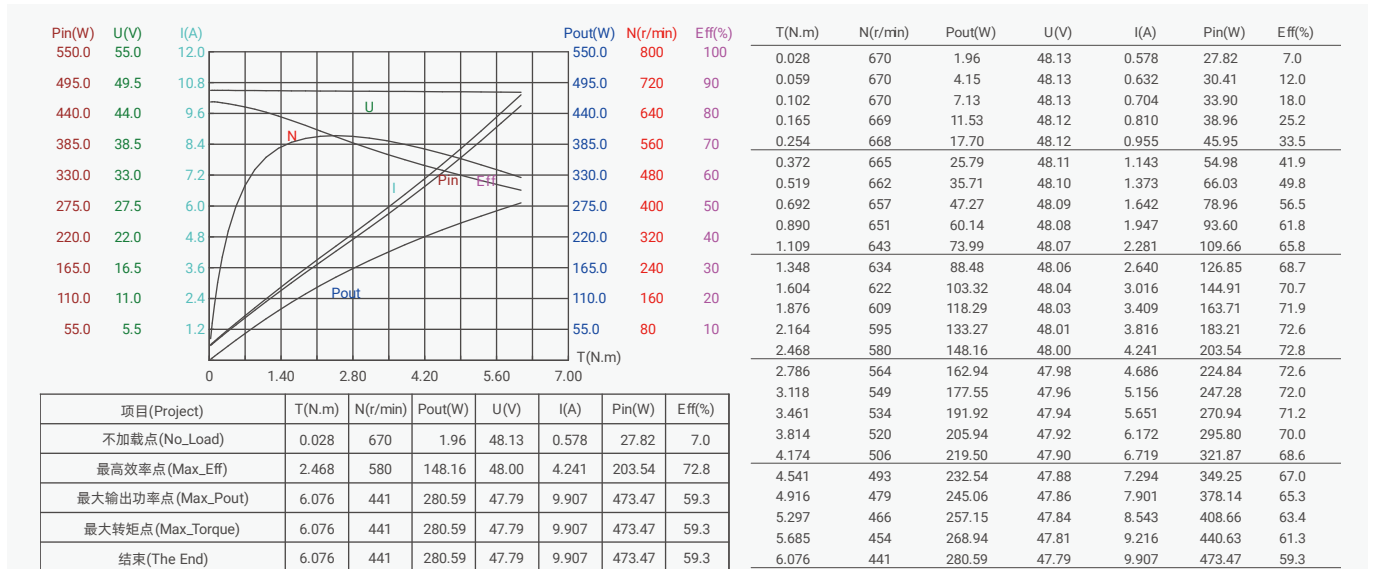 Pin(W) U(V) I(A) Pout(W) N(r/min) Eff(%)
550.0 55.0 12.0 550.0 800 100
495.0 49.5 10.8 495.0 720 90
440.0 44.0 9.6 440.0 640 80
385.0 38.5 8.4 385.0 560 70
330.0 33.0 7.2 330.0 480 60
275.0 27.5 6.0 275.0 400 50
220.0 22.0 4.8 220.0 320 40
165.0 16.5 3.6 165.0 240 30
110.0 11.0 2.4 110.0 160 20
55.0 5.5 1.2 55.0 80 10
U
N
I
Pin
Eff
Pout
T(N.m)
0 1.40 2.80 4.20 5.60 7.00
项目(Project) T(N.m) N(r/min) Pout(W) U(V) I(A) Pin(W) Eff(%)
不加载点(No_Load) 0.028 670 1.96 48.13 0.578 27.82 7.0
最高效率点(Max_Eff) 2.468 580 148.16 48.00 4.241 203.54 72.8
最大输出功率点(Max_Pout) 6.076 441 280.59 47.79 9.907 473.47 59.3
最大转矩点(Max_Torque) 6.076 441 280.59 47.79 9.907 473.47 59.3
结束(The End) 6.076 441 280.59 47.79 9.907 473.47 59.3
T(N.m) N(r/min) Pout(W) U(V) I(A) Pin(W) Eff(%)
0.028 670 1.96 48.13 0.578 27.82 7.0
0.059 670 4.15 48.13 0.632 30.41 12.0
0.102 670 7.13 48.13 0.704 33.90 18.0
0.165 669 11.53 48.12 0.810 38.96 25.2
0.254 668 17.70 48.12 0.955 45.95 33.5
0.372 665 25.79 48.11 1.143 54.98 41.9
0.519 662 35.71 48.10 1.373 66.03 49.8
0.692 657 47.27 48.09 1.642 78.96 56.5
0.890 651 60.14 48.08 1.947 93.60 61.8
1.109 643 73.99 48.07 2.281 109.66 65.8
1.348 634 88.48 48.06 2.640 126.85 68.7
1.604 622 103.32 48.04 3.016 144.91 70.7
1.876 609 118.29 48.03 3.409 163.71 71.9
2.164 595 133.27 48.01 3.816 183.21 72.6
2.468 580 148.16 48.00 4.241 203.54 72.8
2.786 564 162.94 47.98 4.686 224.84 72.6
3.118 549 177.55 47.96 5.156 247.28 72.0
3.461 534 191.92 47.94 5.651 270.94 71.2
3.814 520 205.94 47.92 6.172 295.80 70.0
4.174 506 219.50 47.90 6.719 321.87 68.6
4.541 493 232.54 47.88 7.294 349.25 67.0
4.916 479 245.06 47.86 7.901 378.14 65.3
5.297 466 257.15 47.84 8.543 408.66 63.4
5.685 454 268.94 47.81 9.216 440.63 61.3
6.076 441 280.59 47.79 9.907 473.47 59.3